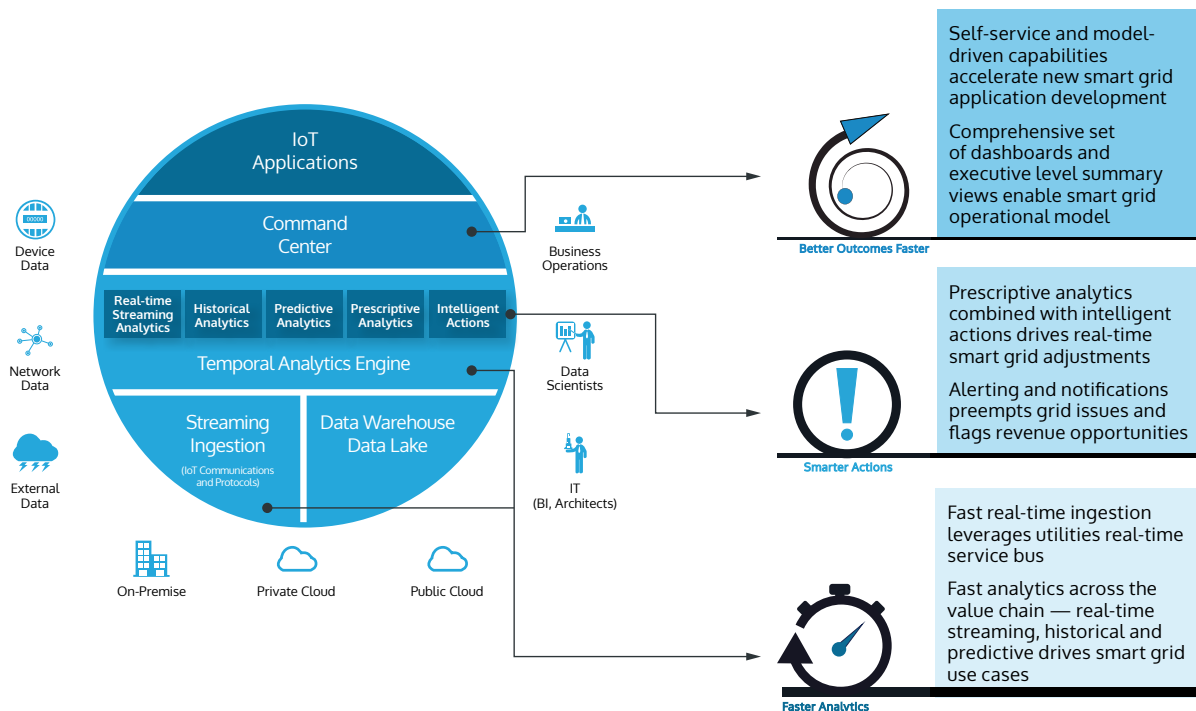 IoT
Applications
Command
Center
Real-time
Streaming
Analytics
Historical
Analytics
Predictive
Analytics
Prescriptive
Analytics
Intelligent
Actions
Temporal Analytics Engine
Streaming
Ingestion
(IoT Communications
and Protocols)
Data Warehouse
Data Lake
00000
Device
Data
Network
Data
External
Data
Business
Operations
Data
Scientists
IT
(BI, Architects)
On-Premise
Private Cloud
Public Cloud
Better Outcomes Faster
Self-service and model-
driven capabilities
accelerate new smart grid
application development
Comprehensive set
of dashboards and
executive level summary
views enable smart grid
operational model
Smarter Actions
Prescriptive analytics
combined with intelligent
actions drives real-time
smart grid adjustments
Alerting and notifications
preempts grid issues and
flags revenue opportunities
Faster Analytics
Fast real-time ingestion
leverages utilities real-time
service bus
Fast analytics across the
value chain — real-time
streaming, historical and
predictive drives smart grid
use cases